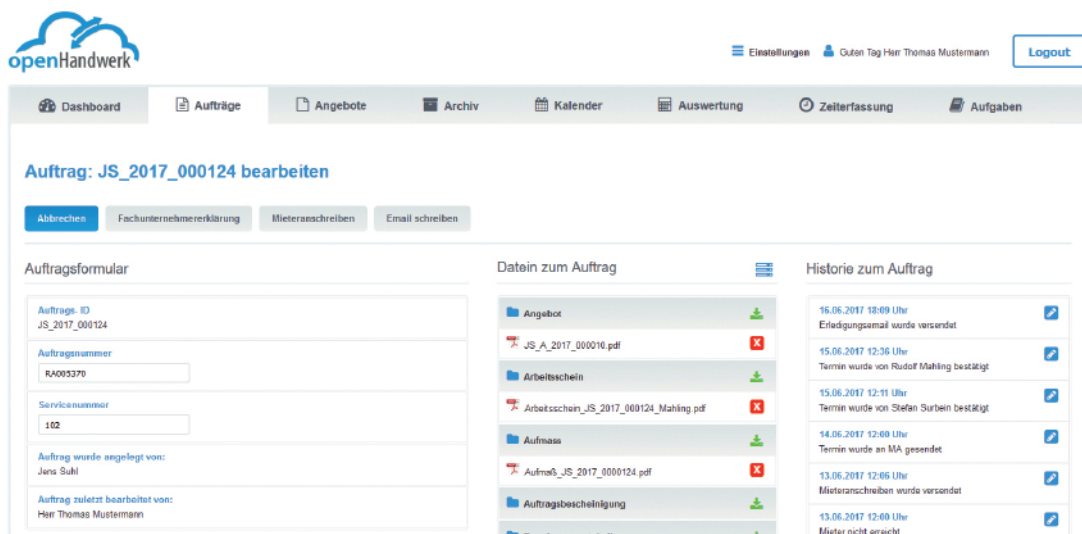 openHandwerk
Einstellungen Guten Tag Herr Thomas Mustermann Logout
Dashboard Aufträge Angebote Archiv Kalender Auswertung Zeiterfassung Aufgaben
Auftrag: JS_2017_000124 bearbeiten
Abbrechen Fachunternehmererklärung Mieteranschreiben Email schreiben
Auftragsformular
Auftrags- ID
JS_2017_000124
Auftragsnummer
RA005370
Servicenummer
102
Auftrag wurde angelegt von:
Jens Suhl
Auftrag zuletzt bearbeitet von:
Herr Thomas Mustermann
Datein zum Auftrag
Angebot
JS_A_2017_000010.pdf
Arbeitsschein
Arbeitsschein_JS_2017_000124_Mahling.pdf
Aufmass
Aufmaß_JS_2017_0000124.pdf
Auftragsbescheinigung
Historie zum Auftrag
16.06.2017 18:09 Uhr
Erledigungsemail wurde versendet
15.06.2017 12:36 Uhr
Termin wurde von Rudolf Mahling bestätigt
15.06.2017 12:11 Uhr
Termin wurde von Stefan Surbein bestätigt
14.06.2017 12:00 Uhr
Termin wurde an MA gesendet
13.06.2017 12:06 Uhr
Mieteranschreiben wurde versendet
13.06.2017 12:00 Uhr
Mieter nicht erreicht